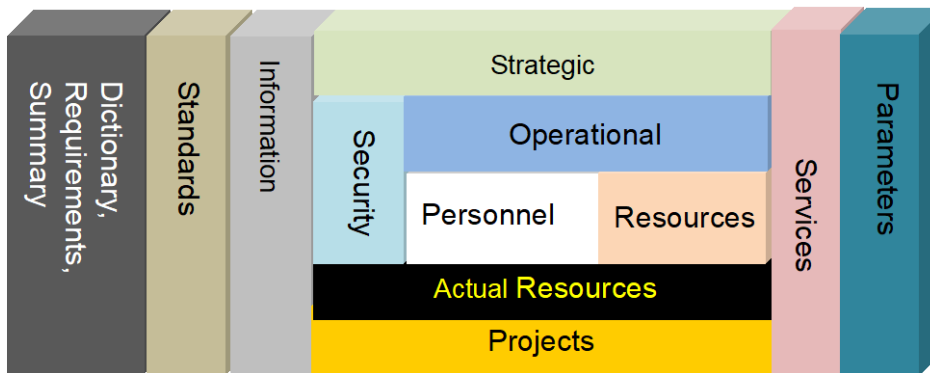 Dictionary,
Requirements,
Summary
Standards
Information
Strategic
Security
Operational
Personnel
Resources
Actual Resources
Projects
Services
Parameters